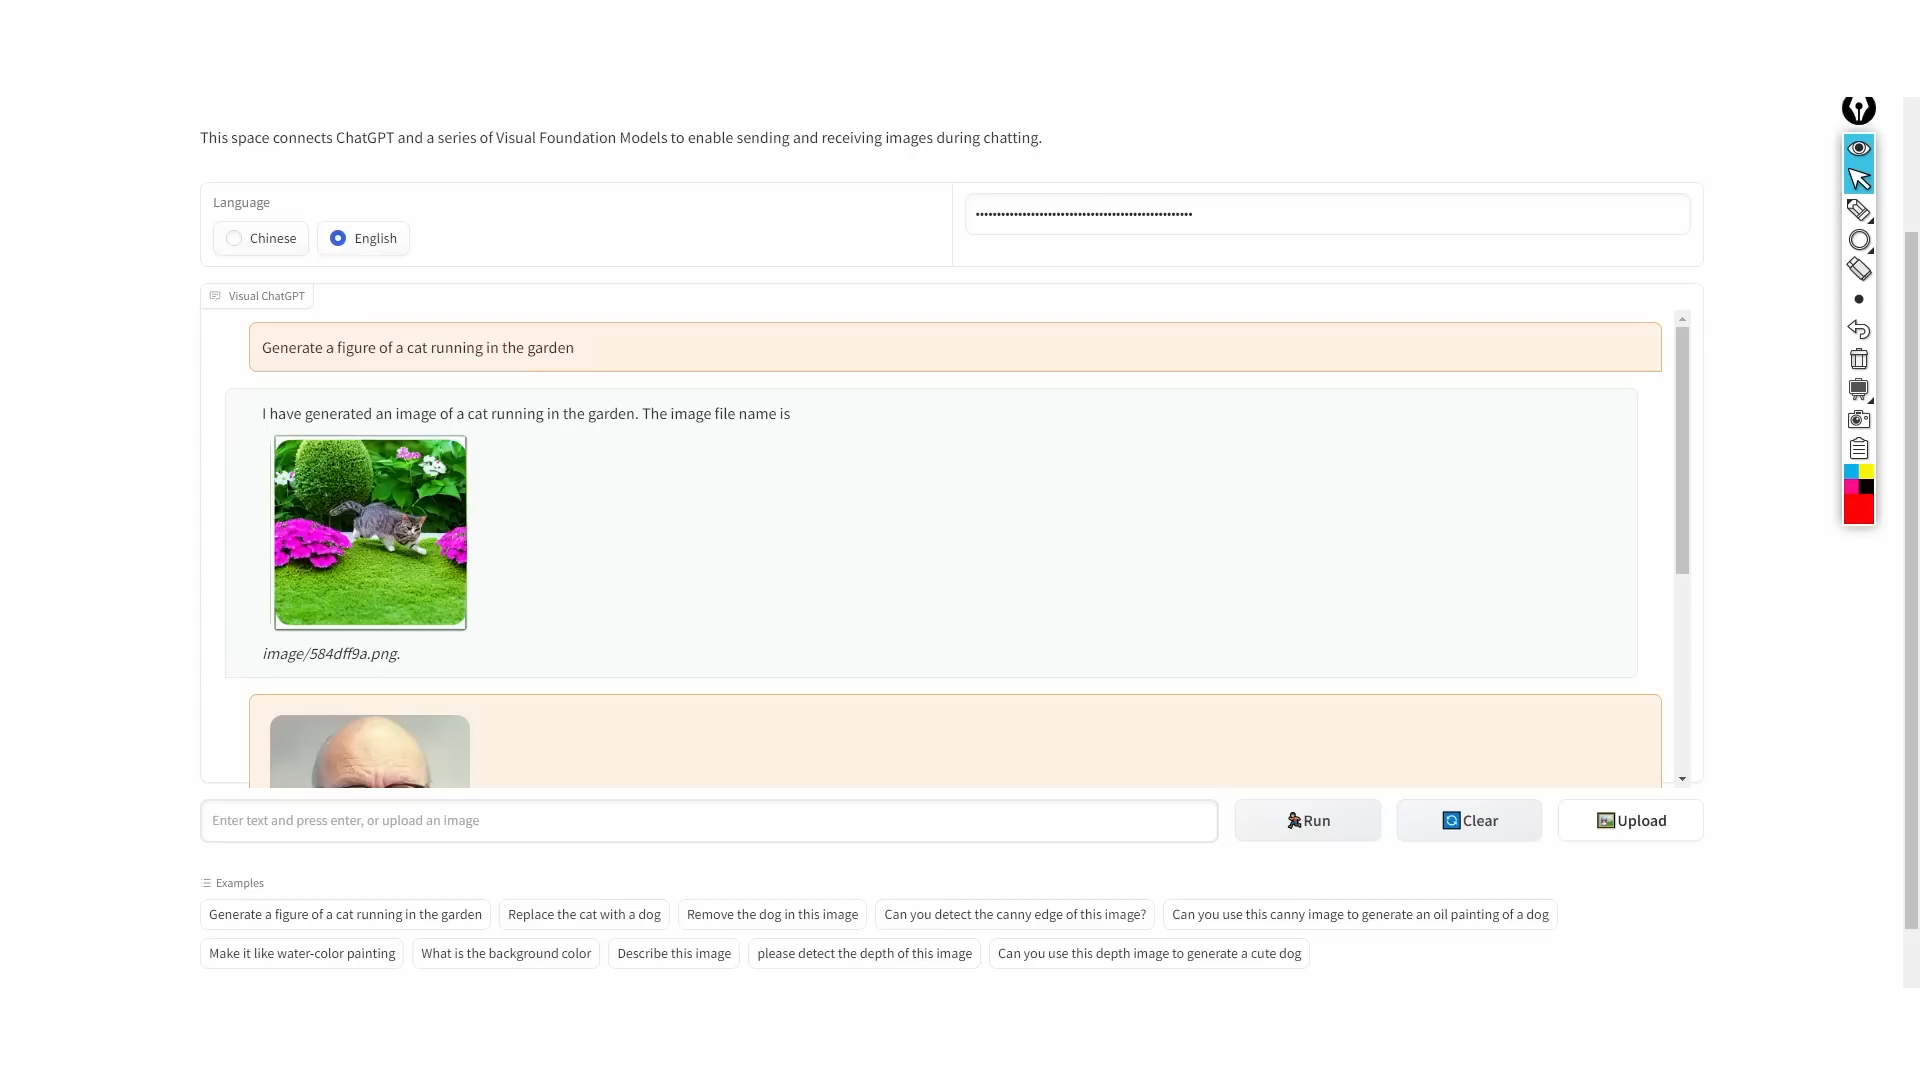 This space connects ChatGPT and a series of Visual Foundation Models to enable sending and receiving images during chatting.
Language
Chinese
English
••••••••••••••••••••••••••••••••••••••••••••••••••
Visual ChatGPT
Generate a figure of a cat running in the garden
I have generated an image of a cat running in the garden. The image file name is
image/584dff9a.png.
Enter text and press enter, or upload an image
Run
Clear
Upload
Examples
Generate a figure of a cat running in the garden
Replace the cat with a dog
Remove the dog in this image
Can you detect the canny edge of this image?
Can you use this canny image to generate an oil painting of a dog
Make it like water-color painting
What is the background color
Describe this image
please detect the depth of this image
Can you use this depth image to generate a cute dog